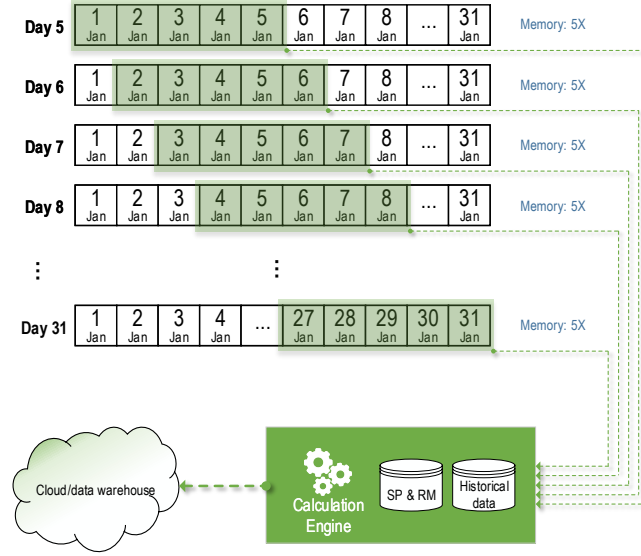 Day 5 1 2 3 4 5 6 7 8 ... 31 Memory: 5X
Jan Jan Jan Jan Jan Jan Jan Jan Jan
Day 6 1 2 3 4 5 6 7 8 ... 31 Memory: 5X
Jan Jan Jan Jan Jan Jan Jan Jan Jan
Day 7 1 2 3 4 5 6 7 8 ... 31 Memory: 5X
Jan Jan Jan Jan Jan Jan Jan Jan Jan
Day 8 1 2 3 4 5 6 7 8 ... 31 Memory: 5X
Jan Jan Jan Jan Jan Jan Jan Jan Jan
⋮ ⋮
Day 31 1 2 3 4 ... 27 28 29 30 31 Memory: 5X
Jan Jan Jan Jan Jan Jan Jan Jan Jan
Cloud/data warehouse
Calculation
Engine
SP & RM
Historical
data